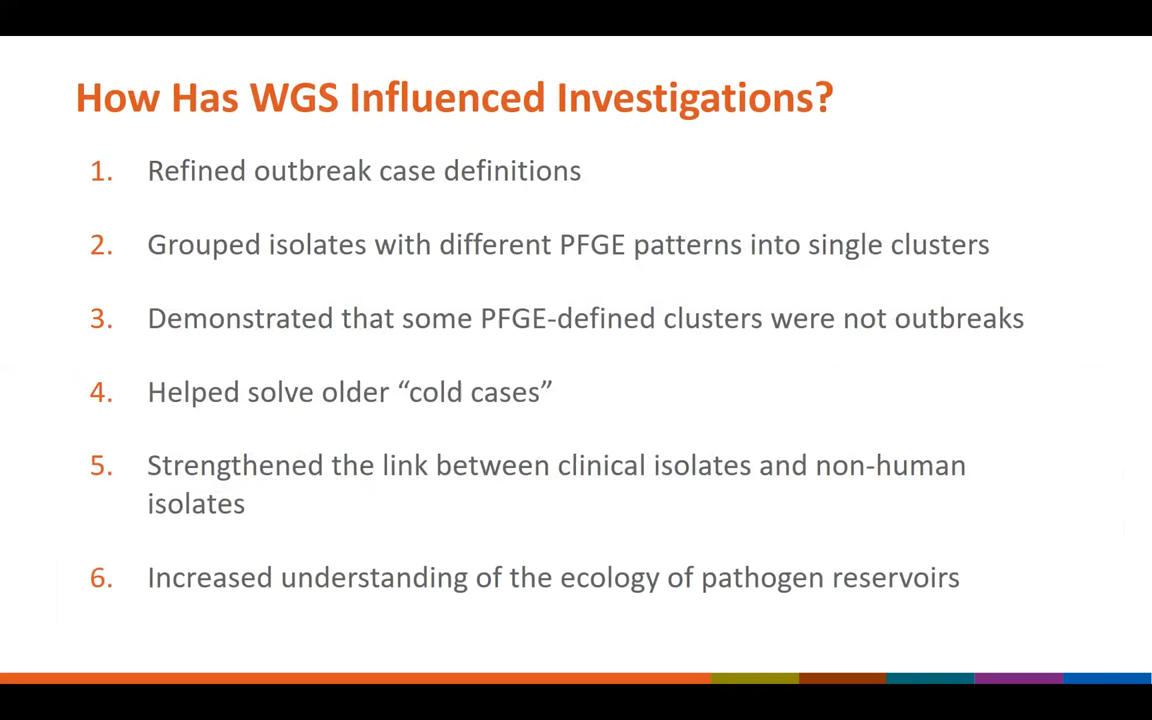 How Has WGS Influenced Investigations?
1. Refined outbreak case definitions
2. Grouped isolates with different PFGE patterns into single clusters
3. Demonstrated that some PFGE-defined clusters were not outbreaks
4. Helped solve older “cold cases”
5. Strengthened the link between clinical isolates and non-human
isolates
6. Increased understanding of the ecology of pathogen reservoirs